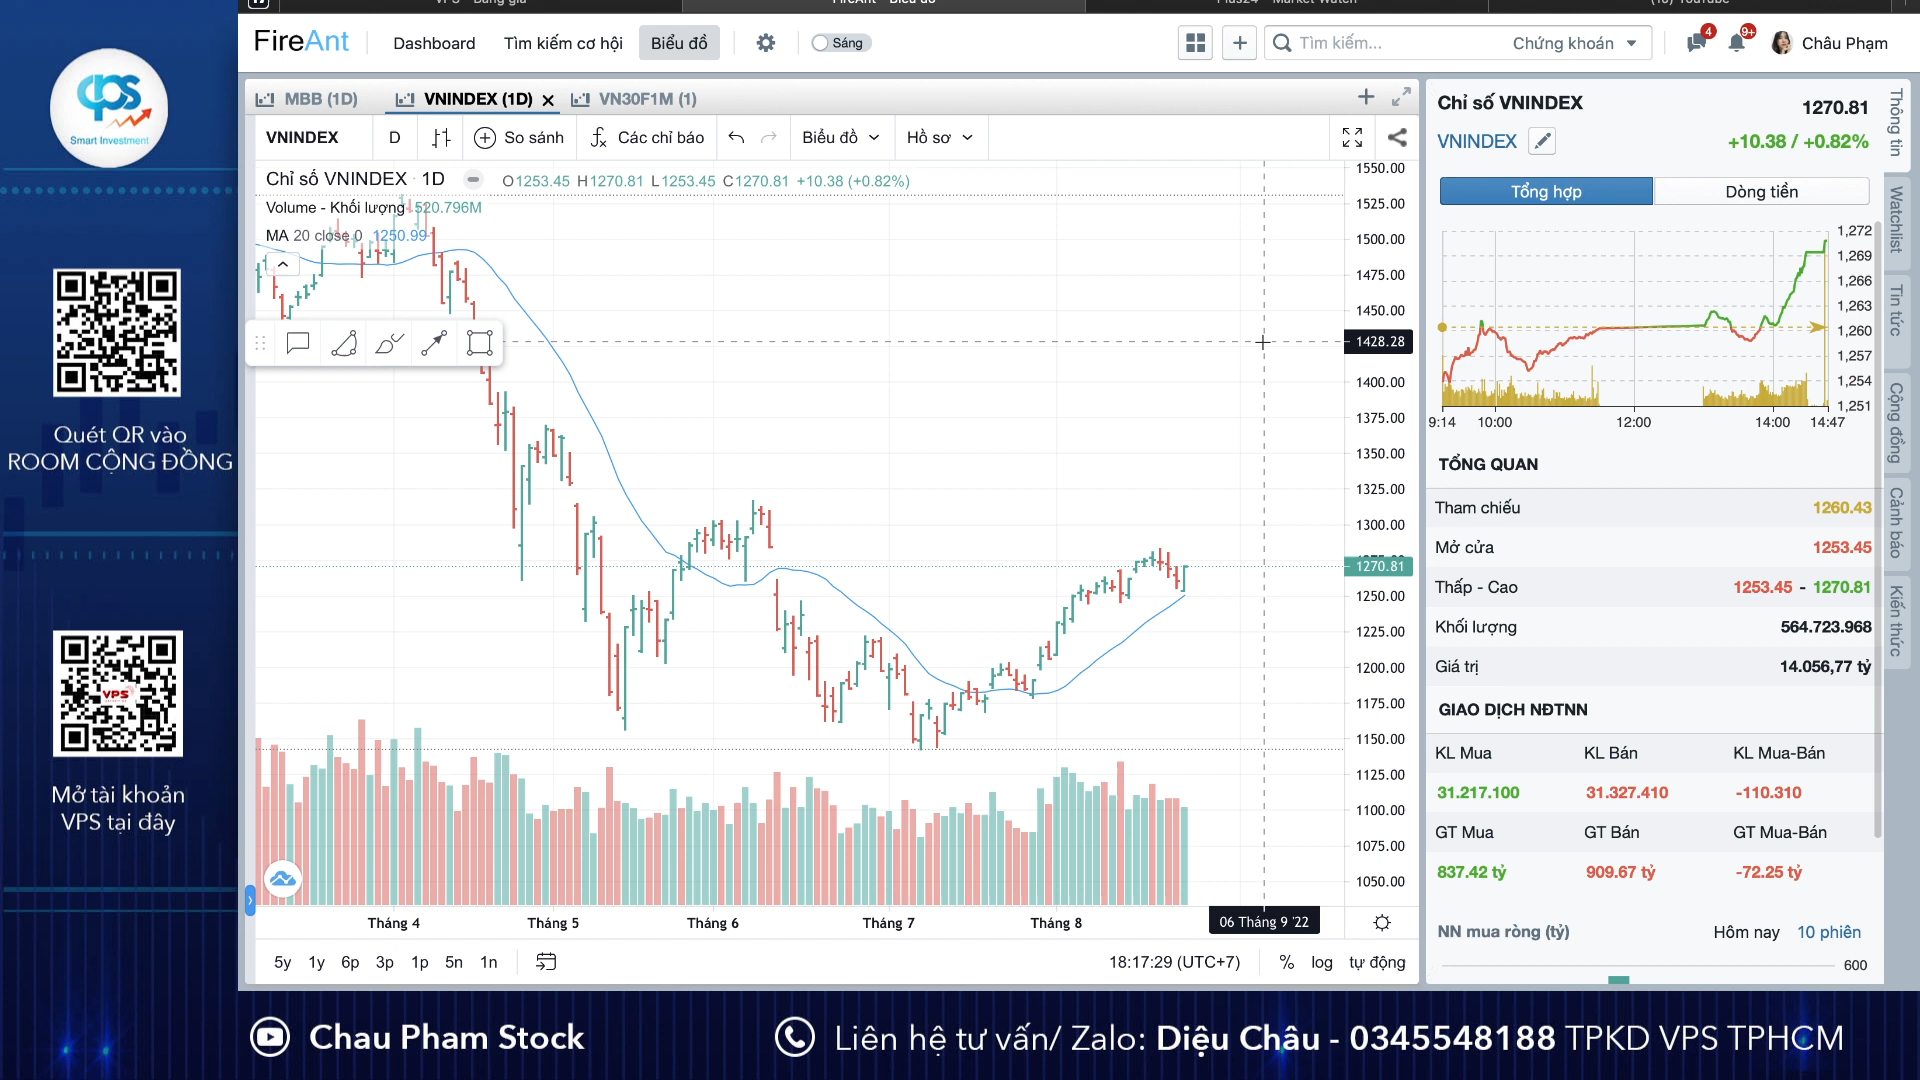 VPS - Bảng giá
FireAnt - Biểu đồ
Plus24 - Market Watch
(10) YouTube
FireAnt
Dashboard
Tìm kiếm cơ hội
Biểu đồ
Sáng
Tìm kiếm...
Chứng khoán
4
9+
Châu Phạm
Smart Investment
Quét QR vào
ROOM CỘNG ĐỒNG
VPS
Mở tài khoản
VPS tại đây
MBB (1D)
VNINDEX (1D)
VN30F1M (1)
VNINDEX
D
So sánh
Các chỉ báo
Biểu đồ
Hồ sơ
Chỉ số VNINDEX · 1D
O1253.45 H1270.81 L1253.45 C1270.81 +10.38 (+0.82%)
Volume - Khối lượng 520.796M
MA 20 close 0 1250.99
1550.00
1525.00
1500.00
1475.00
1450.00
1428.28
1400.00
1375.00
1350.00
1325.00
1300.00
1270.81
1250.00
1225.00
1200.00
1175.00
1150.00
1125.00
1100.00
1075.00
1050.00
Tháng 4
Tháng 5
Tháng 6
Tháng 7
Tháng 8
06 Tháng 9 '22
5y 1y 6p 3p 1p 5n 1n
18:17:29 (UTC+7)
% log tự động
Chỉ số VNINDEX
1270.81
VNINDEX
+10.38 / +0.82%
Tổng hợp
Dòng tiền
1,272
1,269
1,266
1,263
1,260
1,257
1,254
1,251
9:14 10:00 12:00 14:00 14:47
TỔNG QUAN
Tham chiếu 1260.43
Mở cửa 1253.45
Thấp - Cao 1253.45 - 1270.81
Khối lượng 564.723.968
Giá trị 14.056,77 tỷ
GIAO DỊCH NĐTNN
KL Mua KL Bán KL Mua-Bán
31.217.100 31.327.410 -110.310
GT Mua GT Bán GT Mua-Bán
837.42 tỷ 909.67 tỷ -72.25 tỷ
NN mua ròng (tỷ)
Hôm nay
10 phiên
600
Thông tin
Watchlist
Tin tức
Cộng đồng
Cảnh báo
Kiến thức
Chau Pham Stock
Liên hệ tư vấn/ Zalo: Diệu Châu - 0345548188 TPKD VPS TPHCM